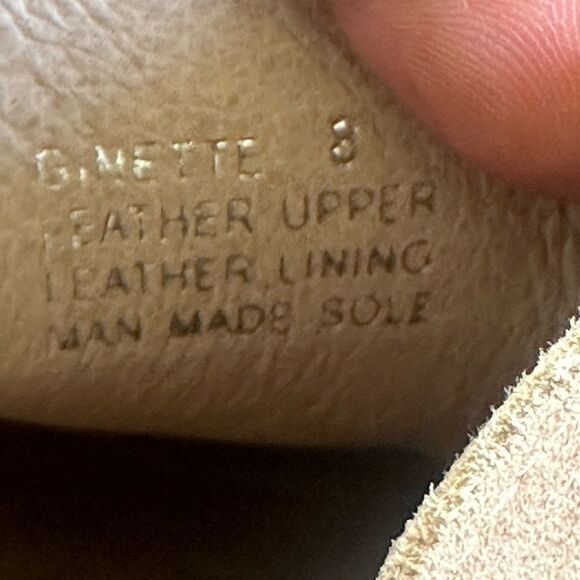 GINETTE 8
LEATHER UPPER
LEATHER LINING
MAN MADE SOLE